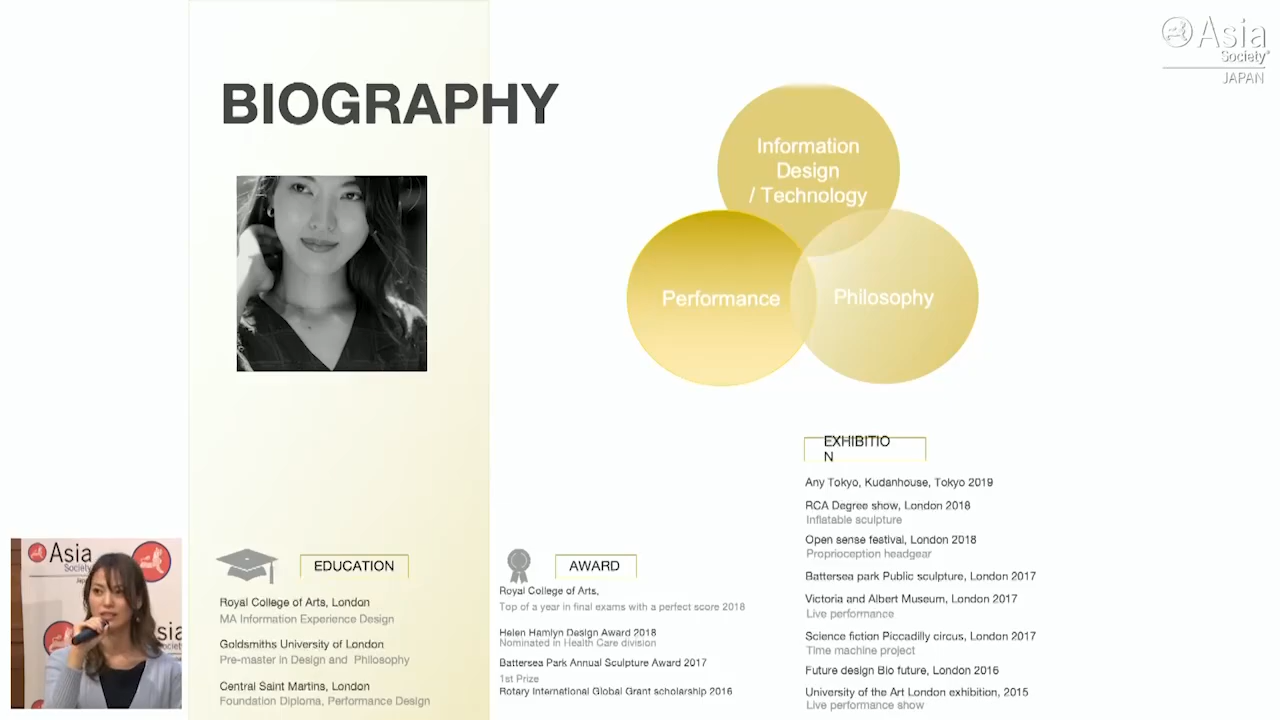 BIOGRAPHY
Asia
Society
JAPAN
Information
Design
/ Technology
Performance
Philosophy
EDUCATION
Royal College of Arts, London
MA Information Experience Design
Goldsmiths University of London
Pre-master in Design and Philosophy
Central Saint Martins, London
Foundation Diploma, Performance Design
AWARD
Royal College of Arts,
Top of a year in final exams with a perfect score 2018
Helen Hamlyn Design Award 2018
Nominated in Health Care division
Battersea Park Annual Sculpture Award 2017
1st Prize
Rotary International Global Grant scholarship 2016
EXHIBITIO
N
Any Tokyo, Kudanhouse, Tokyo 2019
RCA Degree show, London 2018
Inflatable sculpture
Open sense festival, London 2018
Proprioception headgear
Battersea park Public sculpture, London 2017
Victoria and Albert Museum, London 2017
Live performance
Science fiction Piccadilly circus, London 2017
Time machine project
Future design Bio future, London 2016
University of the Art London exhibition, 2015
Live performance show
Asia
Society
sia